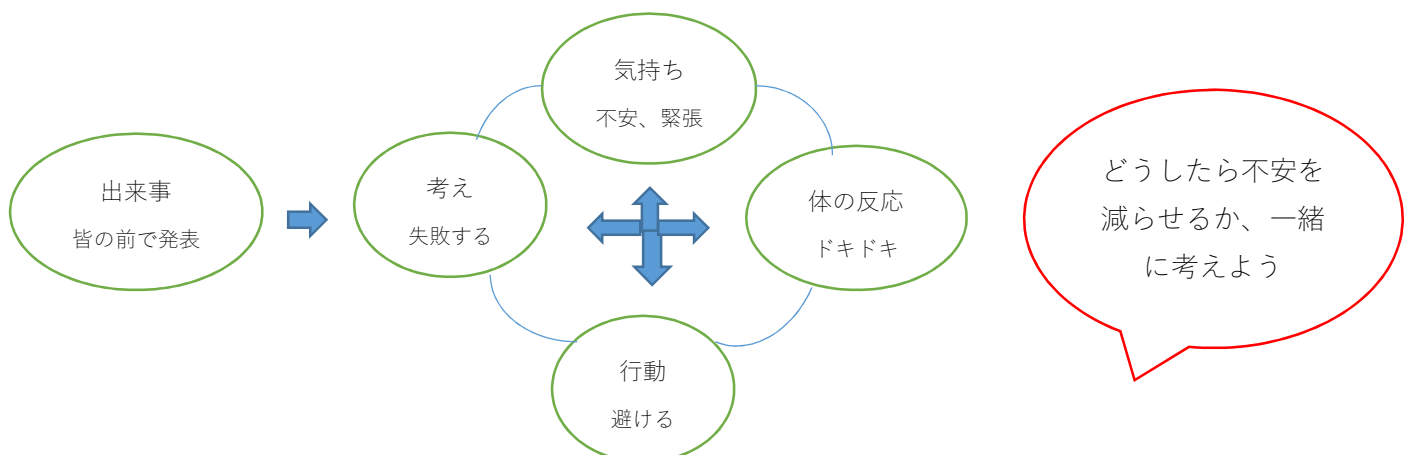 出来事
皆の前で発表
考え
失敗する
気持ち
不安、緊張
体の反応
ドキドキ
行動
避ける
どうしたら不安を
減らせるか、一緒
に考えよう